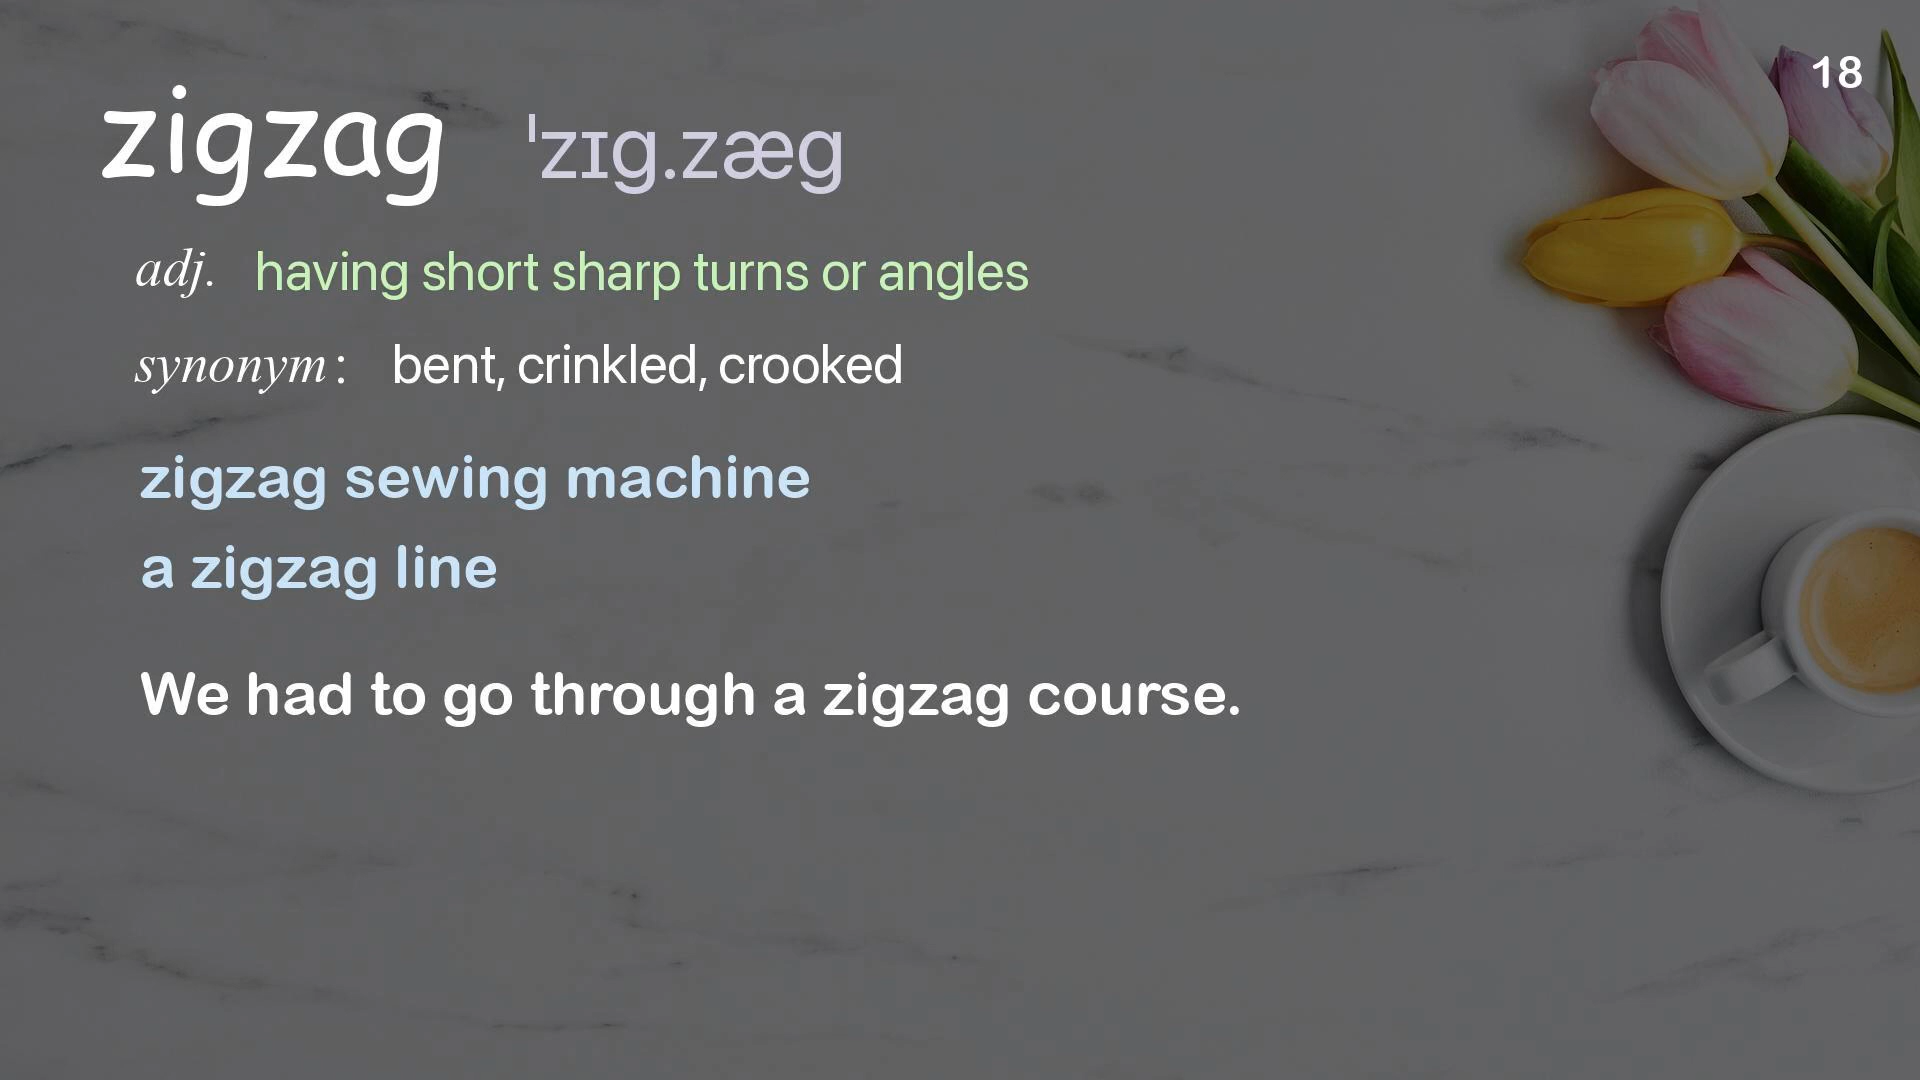 18
zigzag ˈzɪg.zæg
adj. having short sharp turns or angles
synonym : bent, crinkled, crooked
zigzag sewing machine
a zigzag line
We had to go through a zigzag course.